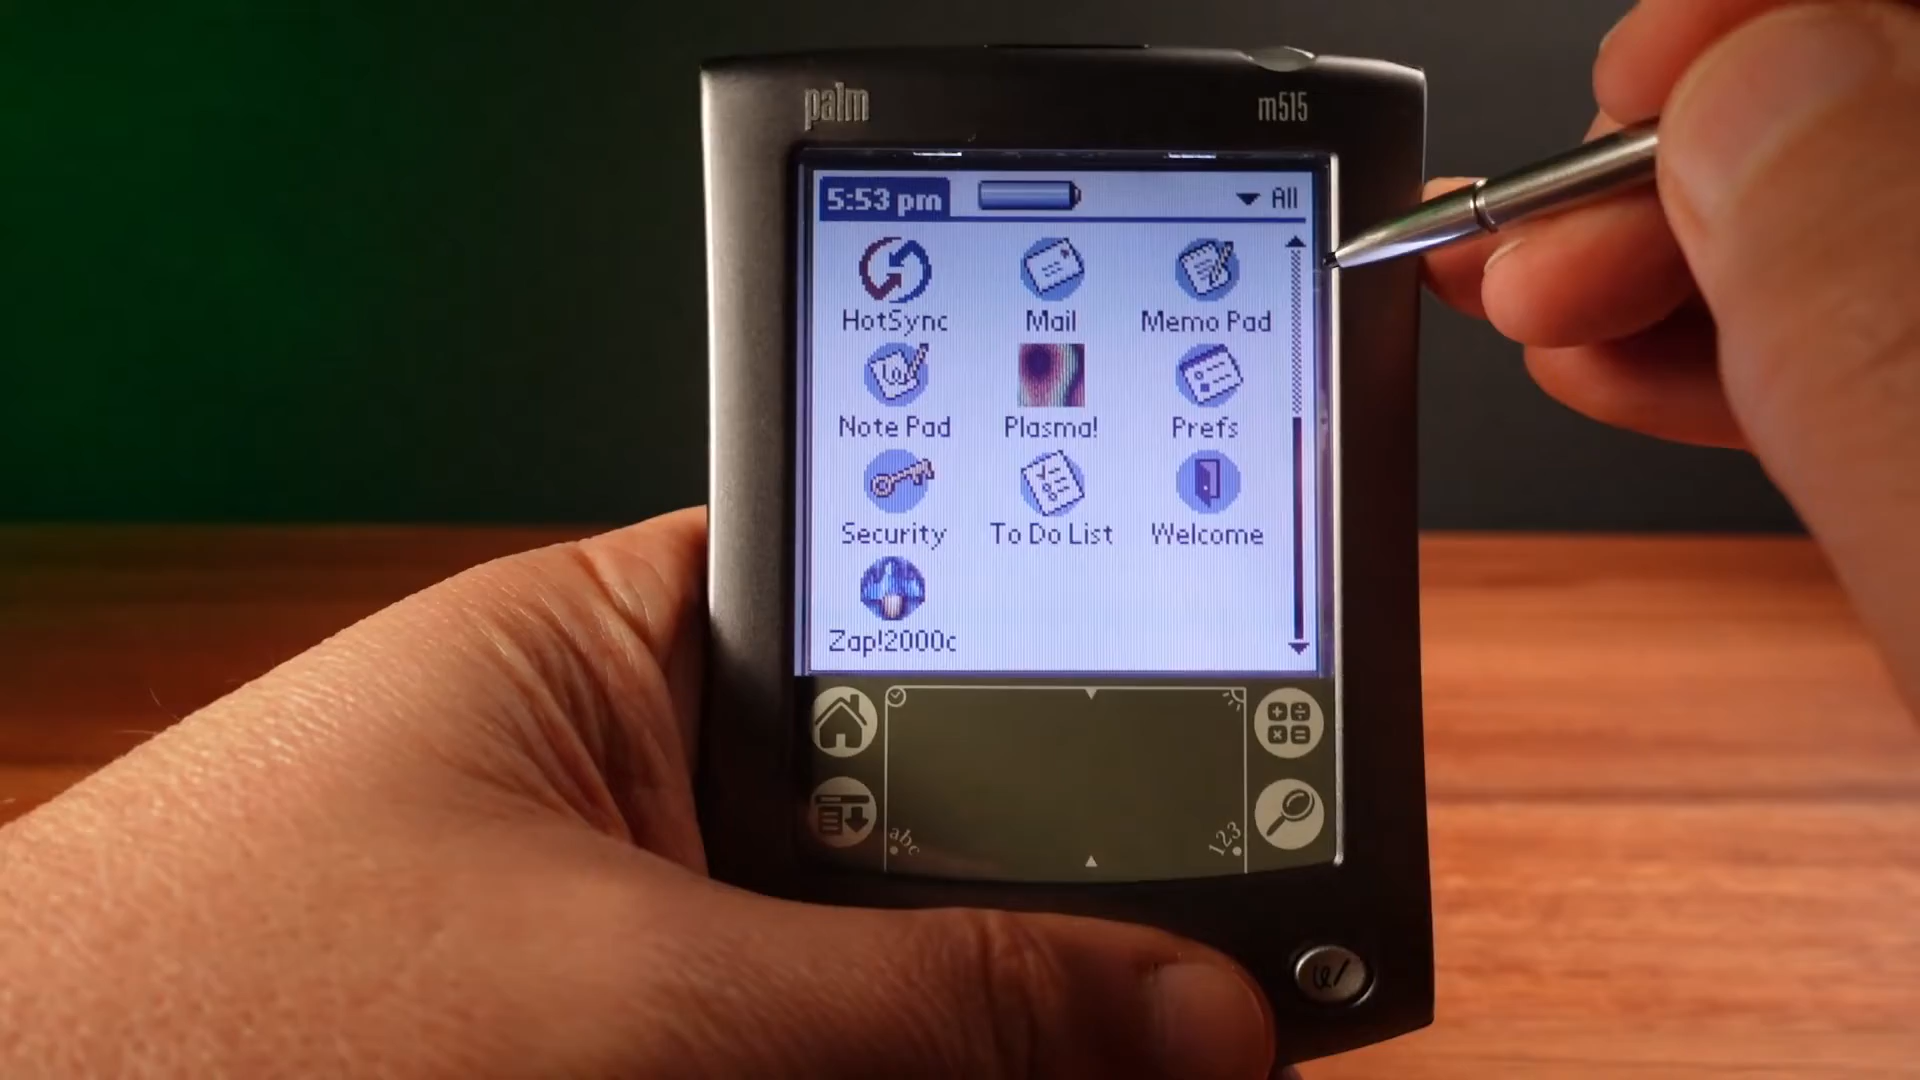 palm m515
5:53 pm All
HotSync Mail Memo Pad
Note Pad Plasma! Prefs
Security To Do List Welcome
Zap!2000c
abc 123